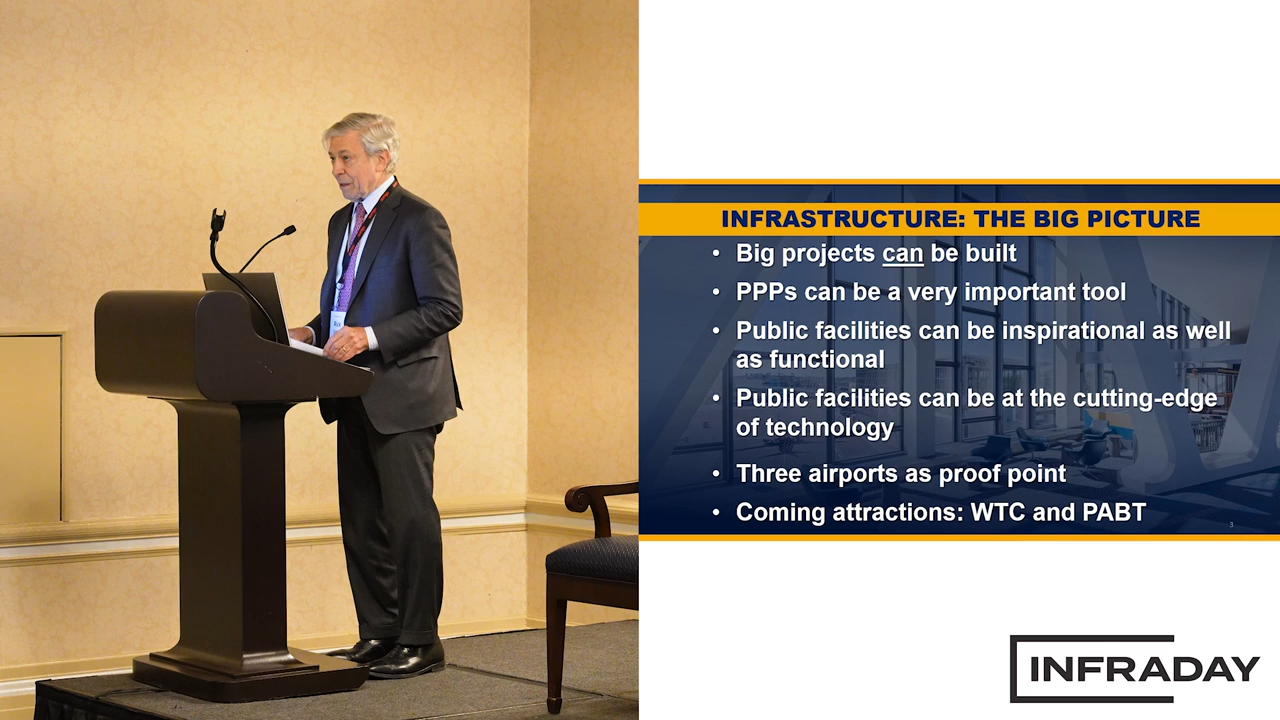 INFRASTRUCTURE: THE BIG PICTURE
• Big projects can be built
• PPPs can be a very important tool
• Public facilities can be inspirational as well
as functional
• Public facilities can be at the cutting-edge
of technology
• Three airports as proof point
• Coming attractions: WTC and PABT
3
INFRADAY